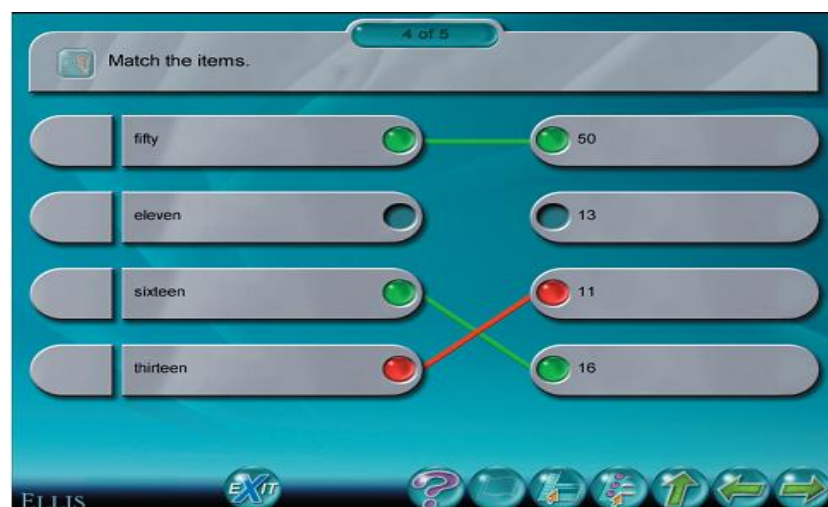 4 of 5
Match the items.
fifty
50
eleven
13
sixteen
11
thirteen
16
EXIT
?
ELLIS